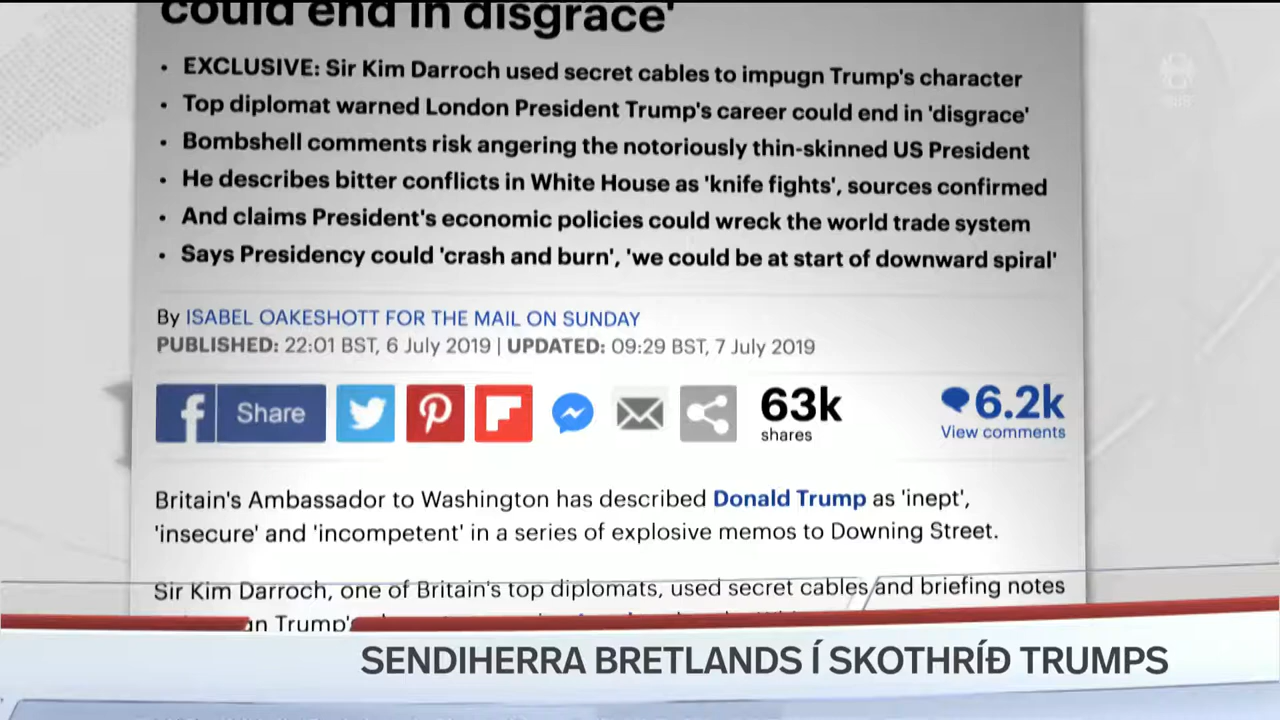 could end in disgrace'
• EXCLUSIVE: Sir Kim Darroch used secret cables to impugn Trump's character
• Top diplomat warned London President Trump's career could end in 'disgrace'
• Bombshell comments risk angering the notoriously thin-skinned US President
• He describes bitter conflicts in White House as 'knife fights', sources confirmed
• And claims President's economic policies could wreck the world trade system
• Says Presidency could 'crash and burn', 'we could be at start of downward spiral'
By ISABEL OAKESHOTT FOR THE MAIL ON SUNDAY
PUBLISHED: 22:01 BST, 6 July 2019 | UPDATED: 09:29 BST, 7 July 2019
Share
63k
shares
6.2k
View comments
Britain's Ambassador to Washington has described Donald Trump as 'inept',
'insecure' and 'incompetent' in a series of explosive memos to Downing Street.
Sir Kim Darroch, one of Britain's top diplomats, used secret cables and briefing notes
Trump's
SENDIHERRA BRETLANDS Í SKOTHRÍÐ TRUMPS